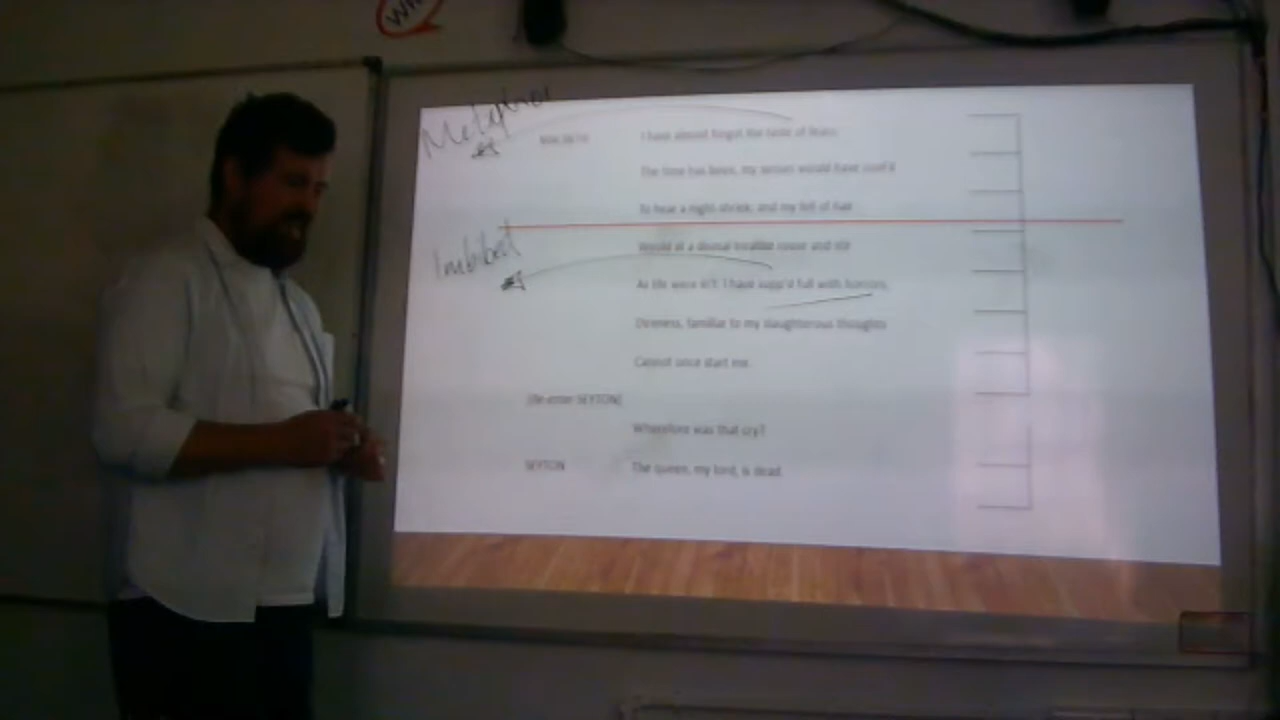 Metaphor
MACBETH I have almost forgot the taste of fears.
The time has been, my senses would have cool'd
To hear a night-shriek; and my fell of hair
Imbibed
Would at a dismal treatise rouse and stir
As life were in't: I have supp'd full with horrors;
Direness, familiar to my slaughterous thoughts
Cannot once start me.
[Re-enter SEYTON]
Wherefore was that cry?
SEYTON The queen, my lord, is dead.